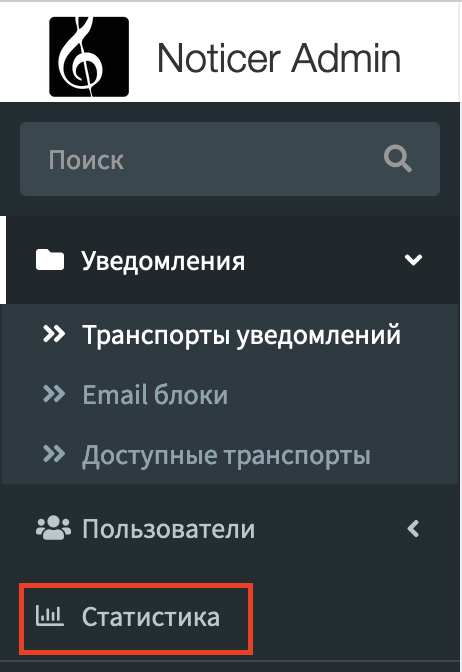 Noticer Admin
Поиск
Уведомления
Транспорты уведомлений
Email блоки
Доступные транспорты
Пользователи
Статистика